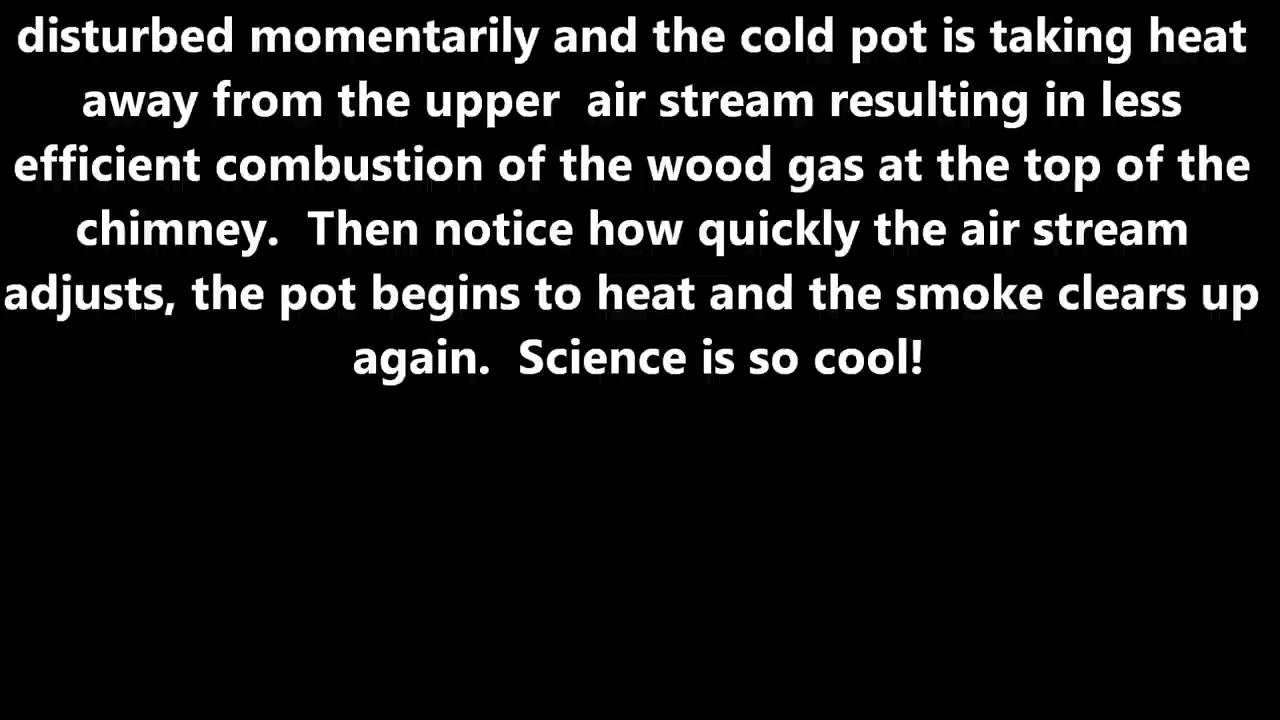 disturbed momentarily and the cold pot is taking heat
away from the upper  air stream resulting in less
efficient combustion of the wood gas at the top of the
chimney.  Then notice how quickly the air stream
adjusts, the pot begins to heat and the smoke clears up
again.  Science is so cool!